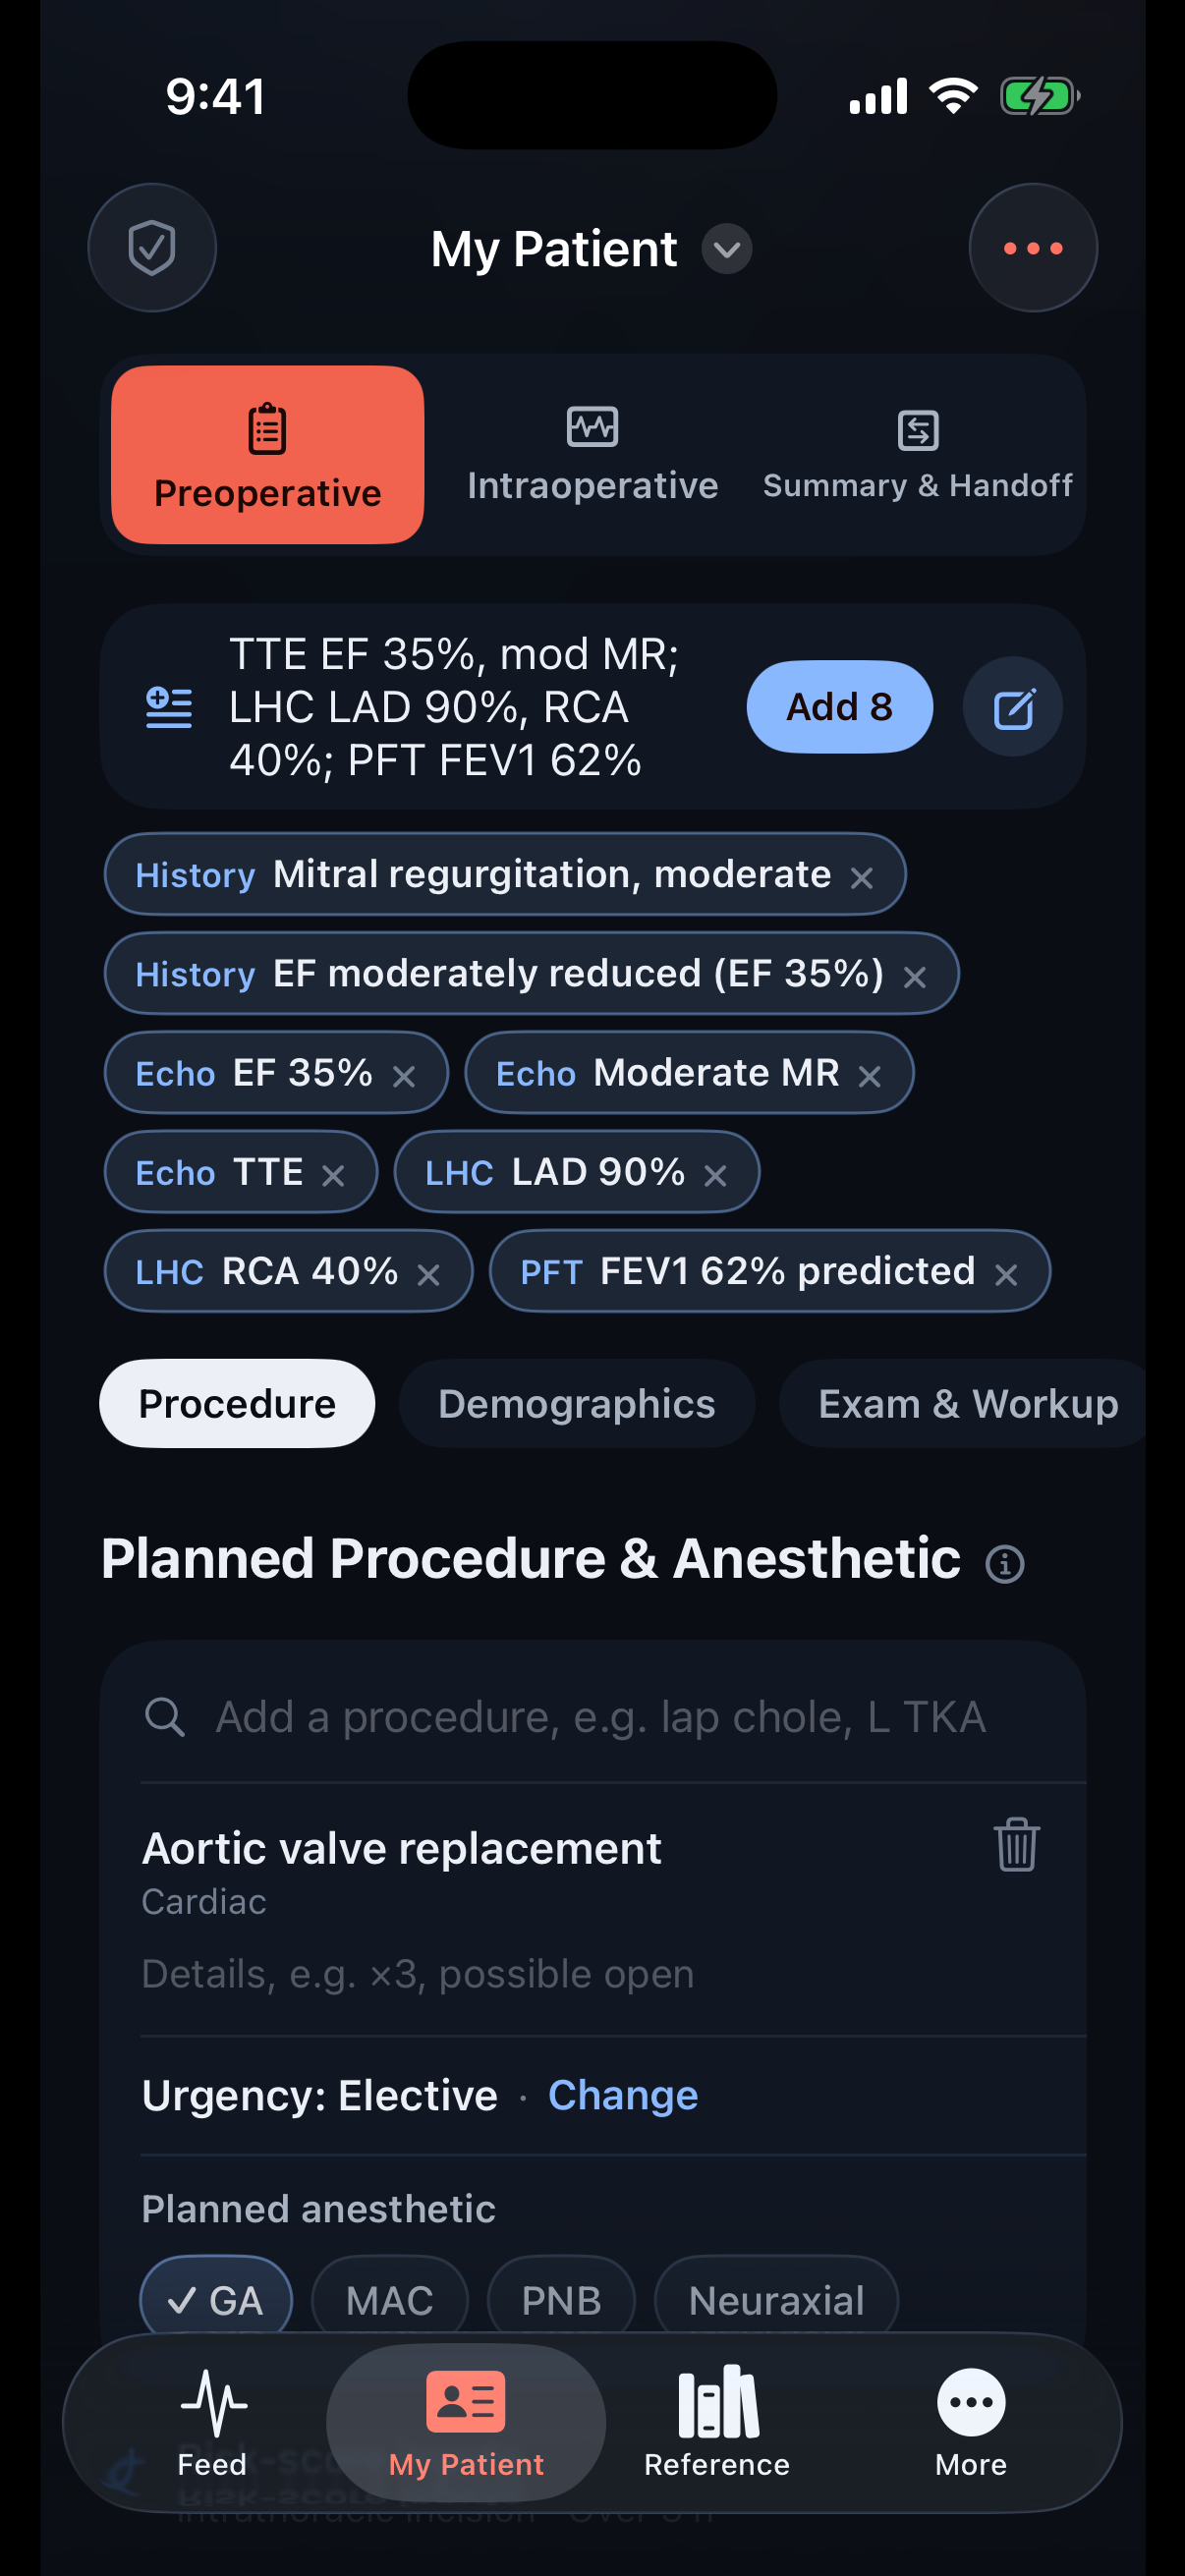 9:41
My Patient
Preoperative
Intraoperative
Summary & Handoff
TTE EF 35%, mod MR;
LHC LAD 90%, RCA
40%; PFT FEV1 62%
Add 8
History Mitral regurgitation, moderate ×
History EF moderately reduced (EF 35%) ×
Echo EF 35% × Echo Moderate MR ×
Echo TTE × LHC LAD 90% ×
LHC RCA 40% × PFT FEV1 62% predicted ×
Procedure Demographics Exam & Workup
Planned Procedure & Anesthetic
Add a procedure, e.g. lap chole, L TKA
Aortic valve replacement
Cardiac
Details, e.g. ×3, possible open
Urgency: Elective · Change
Planned anesthetic
✓ GA MAC PNB Neuraxial
Feed My Patient Reference More